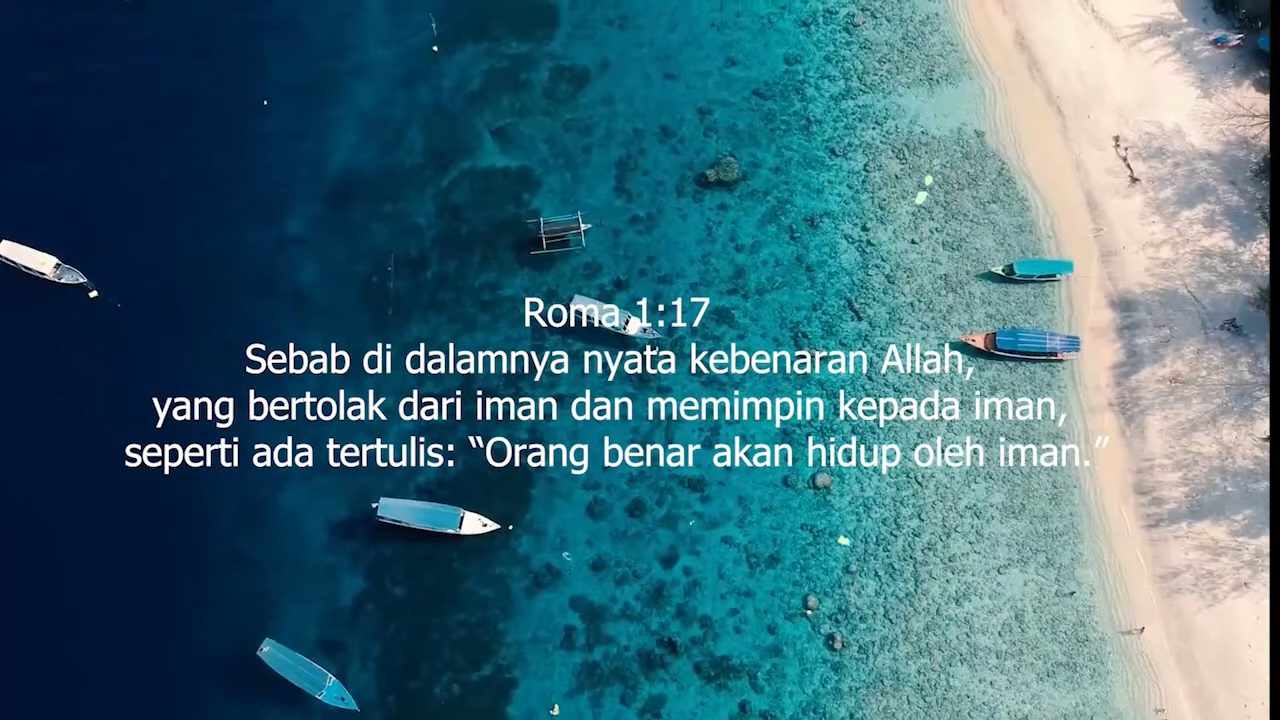 Roma 1:17
Sebab di dalamnya nyata kebenaran Allah,
yang bertolak dari iman dan memimpin kepada iman,
seperti ada tertulis: “Orang benar akan hidup oleh iman.”